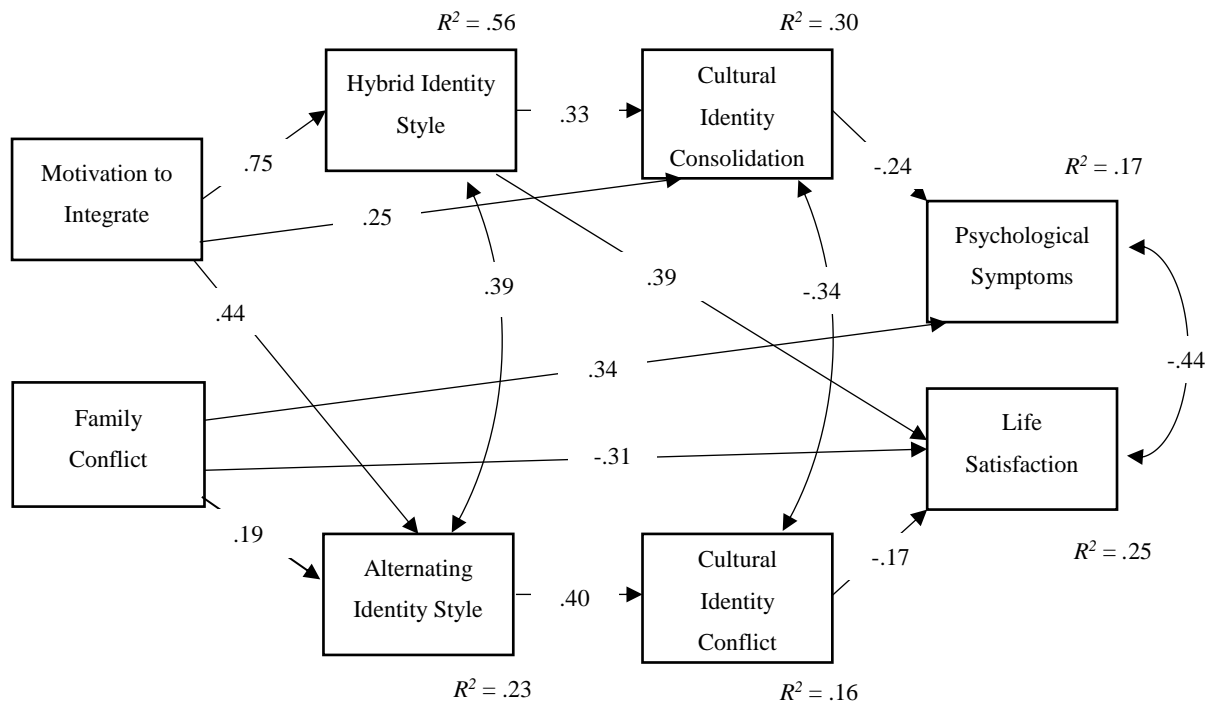 R² = .56
R² = .30
Hybrid Identity
Style
Cultural
Identity
Consolidation
.33
-.24
R² = .17
Motivation to
Integrate
.75
.25
Psychological
Symptoms
.44
.39
.39
-.34
-.44
.34
Family
Conflict
Life
Satisfaction
-.31
.19
Alternating
Identity Style
.40
Cultural
Identity
Conflict
-.17
R² = .25
R² = .23
R² = .16